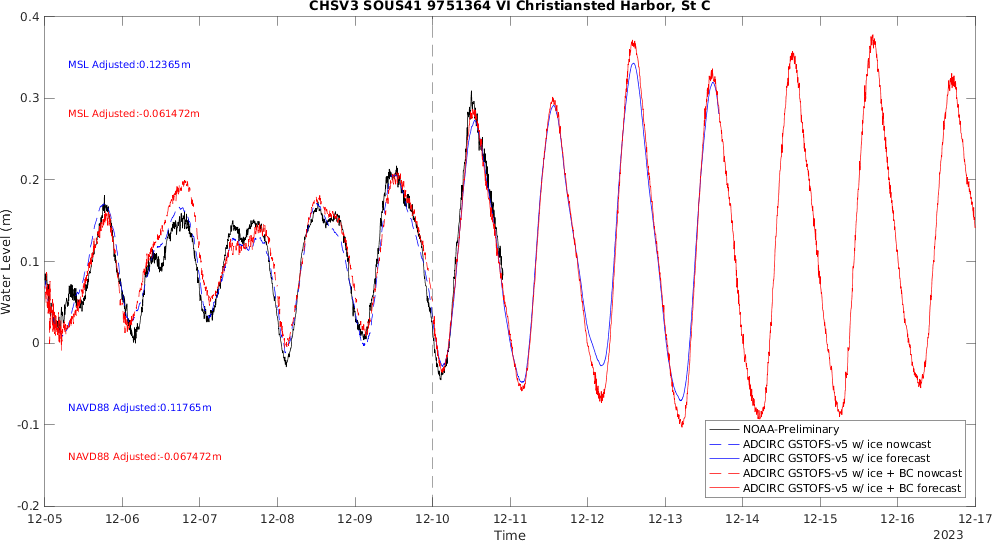 CHSV3 SOUS41 9751364 VI Christiansted Harbor, St C
0.4
0.3
0.2
0.1
0
-0.1
-0.2
Water Level (m)
MSL Adjusted:0.12365m
MSL Adjusted:-0.061472m
NAVD88 Adjusted:0.11765m
NAVD88 Adjusted:-0.067472m
NOAA-Preliminary
ADCIRC GSTOFS-v5 w/ ice nowcast
ADCIRC GSTOFS-v5 w/ ice forecast
ADCIRC GSTOFS-v5 w/ ice + BC nowcast
ADCIRC GSTOFS-v5 w/ ice + BC forecast
12-05 12-06 12-07 12-08 12-09 12-10 12-11 12-12 12-13 12-14 12-15 12-16 12-17
Time
2023